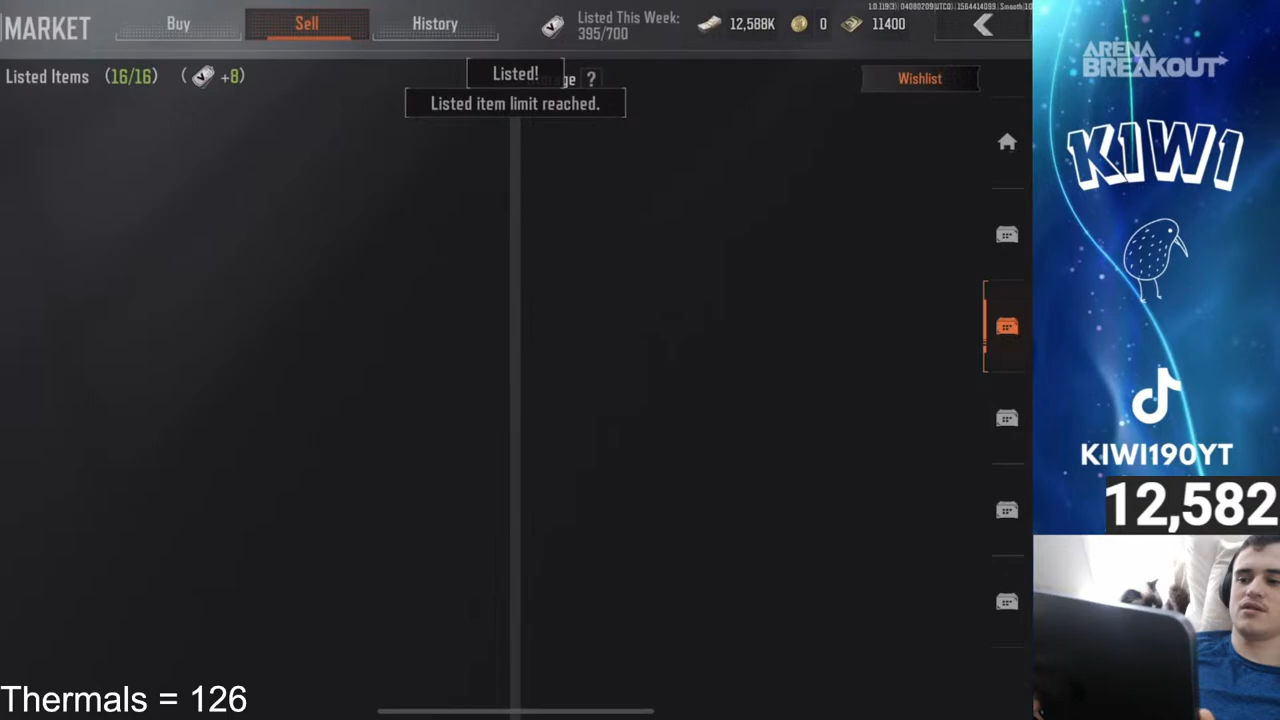 MARKET
Buy
Sell
History
Listed This Week:
395/700
12,588K
0
11400
Listed Items (16/16) ( +8)
Listed!
ge ?
Listed item limit reached.
Wishlist
ARENA
BREAKOUT
KIWI
KIWI190YT
12,582
Thermals = 126